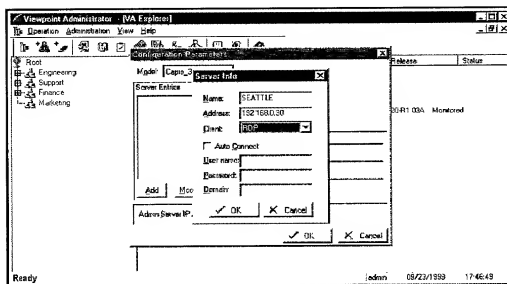 Viewpoint Administrator - [VA Explorer]
File Operation Administration View Help
Root
Engineering
Support
Finance
Marketing
Release Status
Monitored
Configuration Parameters
Model:
Server Entries
Add
Admin Server IP
OK Cancel
Server Info
Name: SEATTLE
Address: 192.168.0.30
Client:
Auto Connect
User name:
Password:
Domain:
OK Cancel
Ready admin 09/23/1999 17:46:49